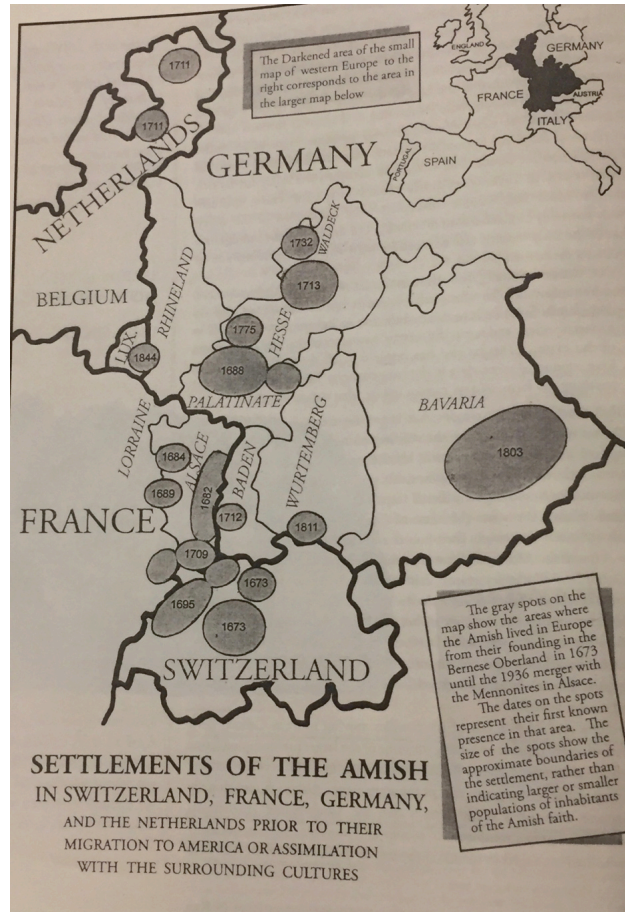 1711
The Darkened area of the small
map of western Europe to the
right corresponds to the area in
the larger map below
ENGLAND
GERMANY
FRANCE
AUSTRIA
ITALY
PORTUGAL
SPAIN
1711
NETHERLANDS
GERMANY
1732
WALDECK
1713
BELGIUM
RHINELAND
1775
HESSE
LUX.
1844
1688
PALATINATE
BAVARIA
1803
LORRAINE
1684
ALSACE
BADEN
WURTEMBERG
1689
1682
1712
1811
FRANCE
1709
1673
1695
1673
SWITZERLAND
The gray spots on the
map show the areas where
the Amish lived in Europe
from their founding in the
Bernese Oberland in 1673
until the 1936 merger with
the Mennonites in Alsace.
The dates on the spots
represent their first known
presence in that area. The
size of the spots show the
approximate boundaries of
the settlement, rather than
indicating larger or smaller
populations of inhabitants
of the Amish faith.
SETTLEMENTS OF THE AMISH
IN SWITZERLAND, FRANCE, GERMANY,
AND THE NETHERLANDS PRIOR TO THEIR
MIGRATION TO AMERICA OR ASSIMILATION
WITH THE SURROUNDING CULTURES